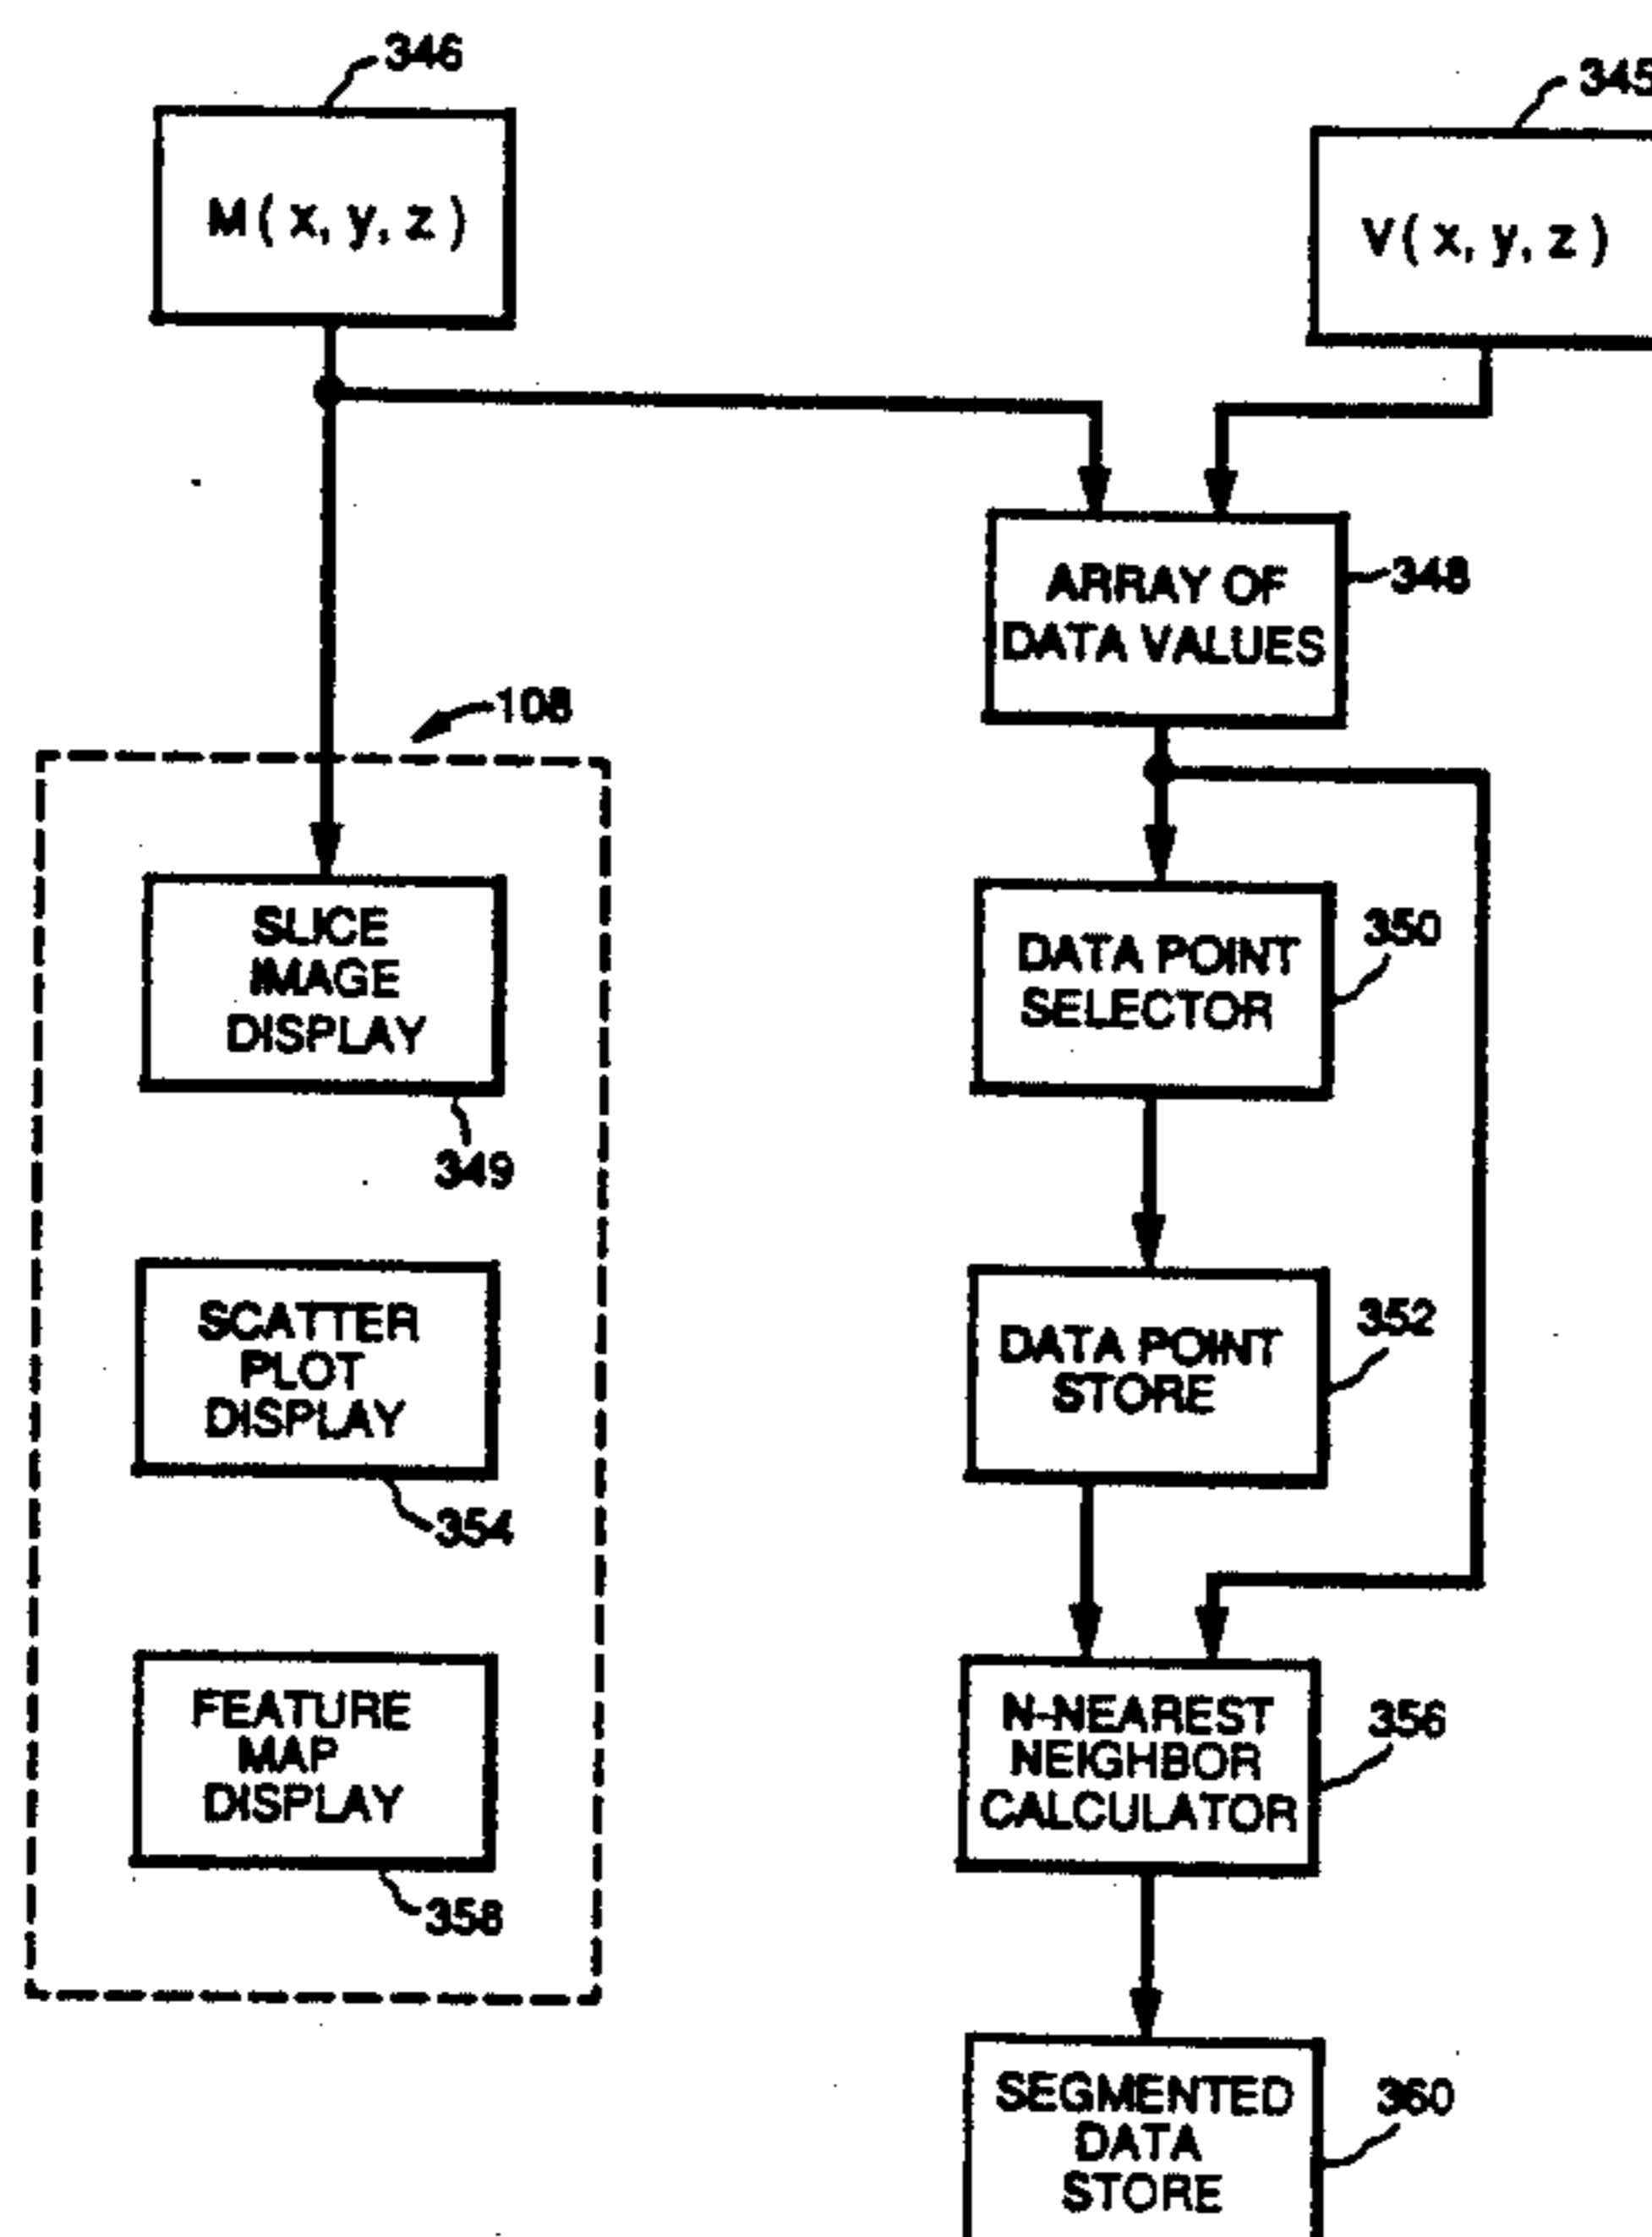 346
M ( x, y, z )
345
V ( x, y, z )
ARRAY OF
DATA VALUES
348
108
SLICE
IMAGE
DISPLAY
349
DATA POINT
SELECTOR
350
SCATTER
PLOT
DISPLAY
354
DATA POINT
STORE
352
FEATURE
MAP
DISPLAY
358
N-NEAREST
NEIGHBOR
CALCULATOR
356
SEGMENTED
DATA
STORE
360